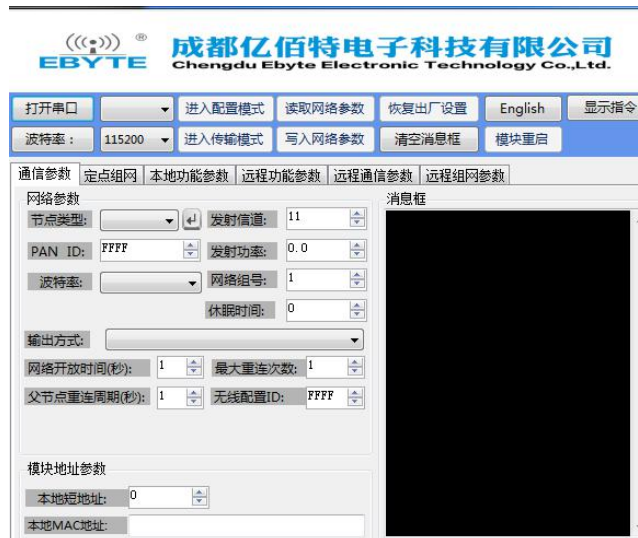 ((·)) ®
EBYTE
成都亿佰特电子科技有限公司
Chengdu Ebyte Electronic Technology Co.,Ltd.
打开串口 进入配置模式 读取网络参数 恢复出厂设置 English 显示指令
波特率： 115200 进入传输模式 写入网络参数 清空消息框 模块重启
通信参数 定点组网 本地功能参数 远程功能参数 远程通信参数 远程组网参数
网络参数 消息框
节点类型: 发射信道: 11
PAN ID: FFFF 发射功率: 0.0
波特率: 网络组号: 1
休眠时间: 0
输出方式:
网络开放时间(秒): 1 最大重连次数: 1
父节点重连周期(秒): 1 无线配置ID: FFFF
模块地址参数
本地短地址: 0
本地MAC地址: